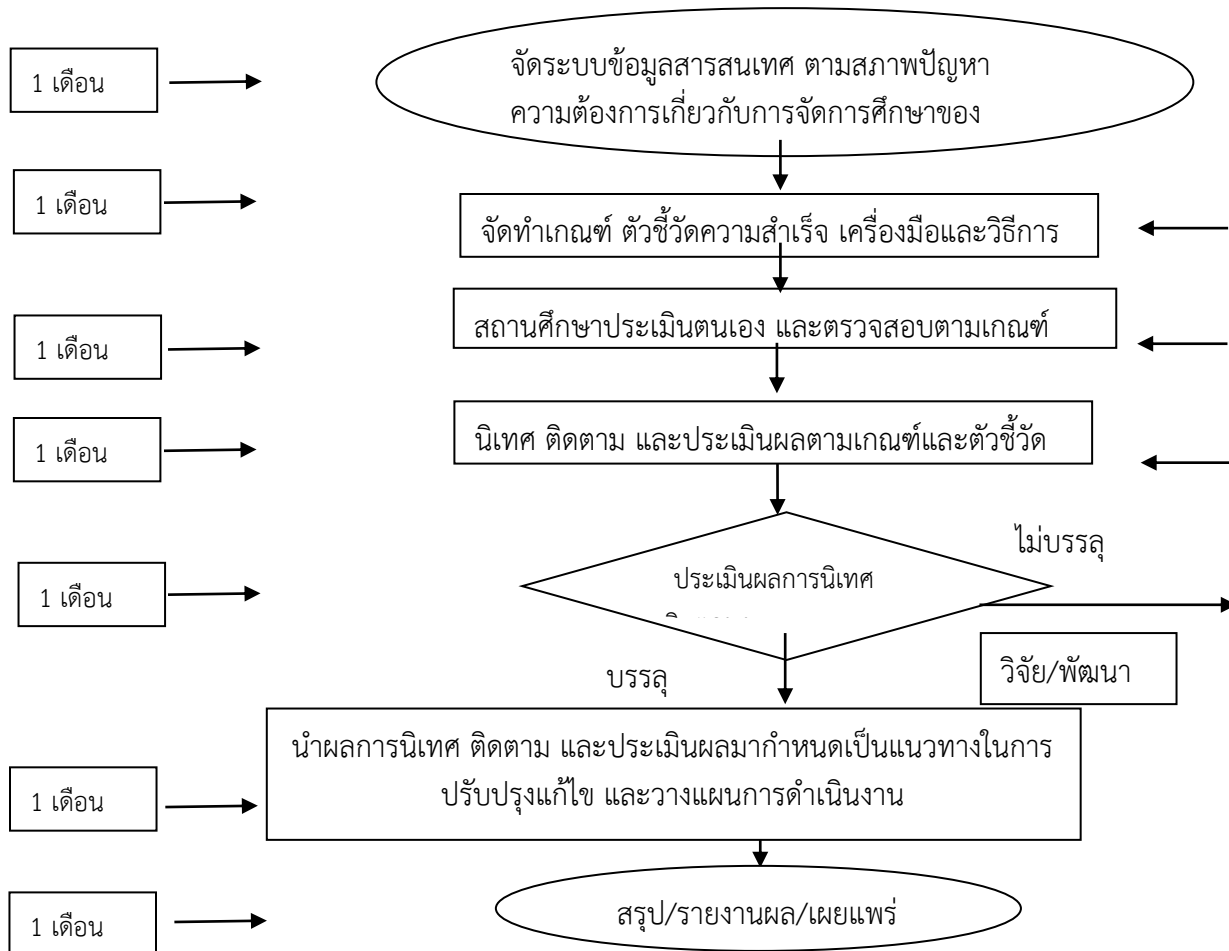 1 เดือน
จัดระบบข้อมูลสารสนเทศ ตามสภาพปัญหา
ความต้องการเกี่ยวกับการจัดการศึกษาของ
1 เดือน
จัดทำเกณฑ์ ตัวชี้วัดความสำเร็จ เครื่องมือและวิธีการ
สถานศึกษาประเมินตนเอง และตรวจสอบตามเกณฑ์
1 เดือน
นิเทศ ติดตาม และประเมินผลตามเกณฑ์และตัวชี้วัด
1 เดือน
ไม่บรรลุ
ประเมินผลการนิเทศ
1 เดือน
วิจัย/พัฒนา
บรรลุ
นำผลการนิเทศ ติดตาม และประเมินผลมากำหนดเป็นแนวทางในการ
ปรับปรุงแก้ไข และวางแผนการดำเนินงาน
1 เดือน
สรุป/รายงานผล/เผยแพร่
1 เดือน